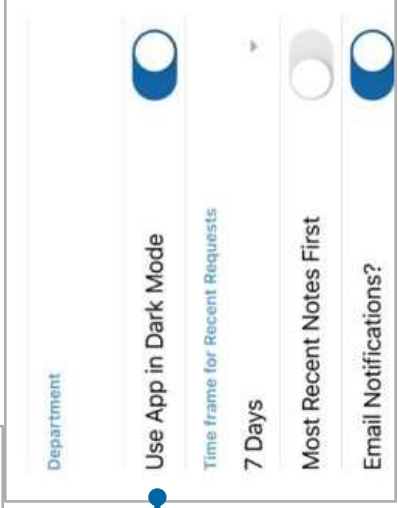 Department
Use App in Dark Mode
Time frame for Recent Requests
7 Days
Most Recent Notes First
Email Notifications?